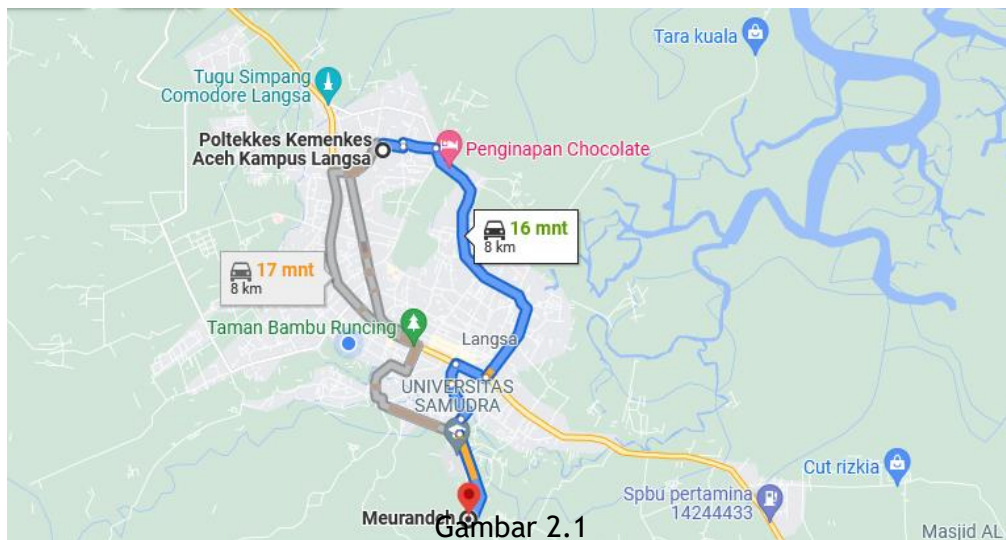 Tara kuala
Tugu Simpang
Comodore Langsa
Poltekkes Kemenkes
Aceh Kampus Langsa
Penginapan Chocolate
16 mnt
8 km
17 mnt
8 km
Taman Bambu Runcing
Langsa
UNIVERSITAS
SAMUDRA
Cut rizkia
Spbu pertamina
14244433
Meurandeh
Gambar 2.1
Masjid AL